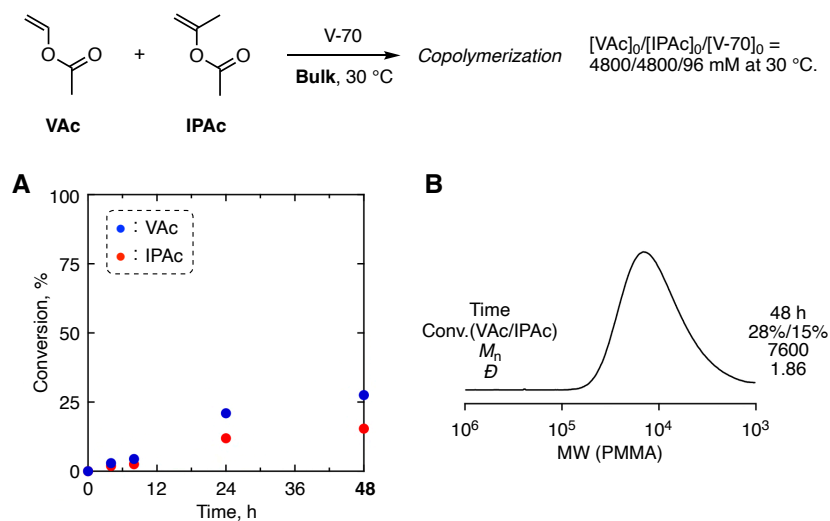 O
O
+
O
O
V-70
Bulk, 30 °C
Copolymerization
[VAc]0/[IPAc]0/[V-70]0 =
4800/4800/96 mM at 30 °C.
VAc
IPAc
A
100
75
50
25
0
Conversion, %
: VAc
: IPAc
0
12
24
36
48
Time, h
B
Time
Conv.(VAc/IPAc)
Mn
Đ
48 h
28%/15%
7600
1.86
10^6
10^5
10^4
10^3
MW (PMMA)